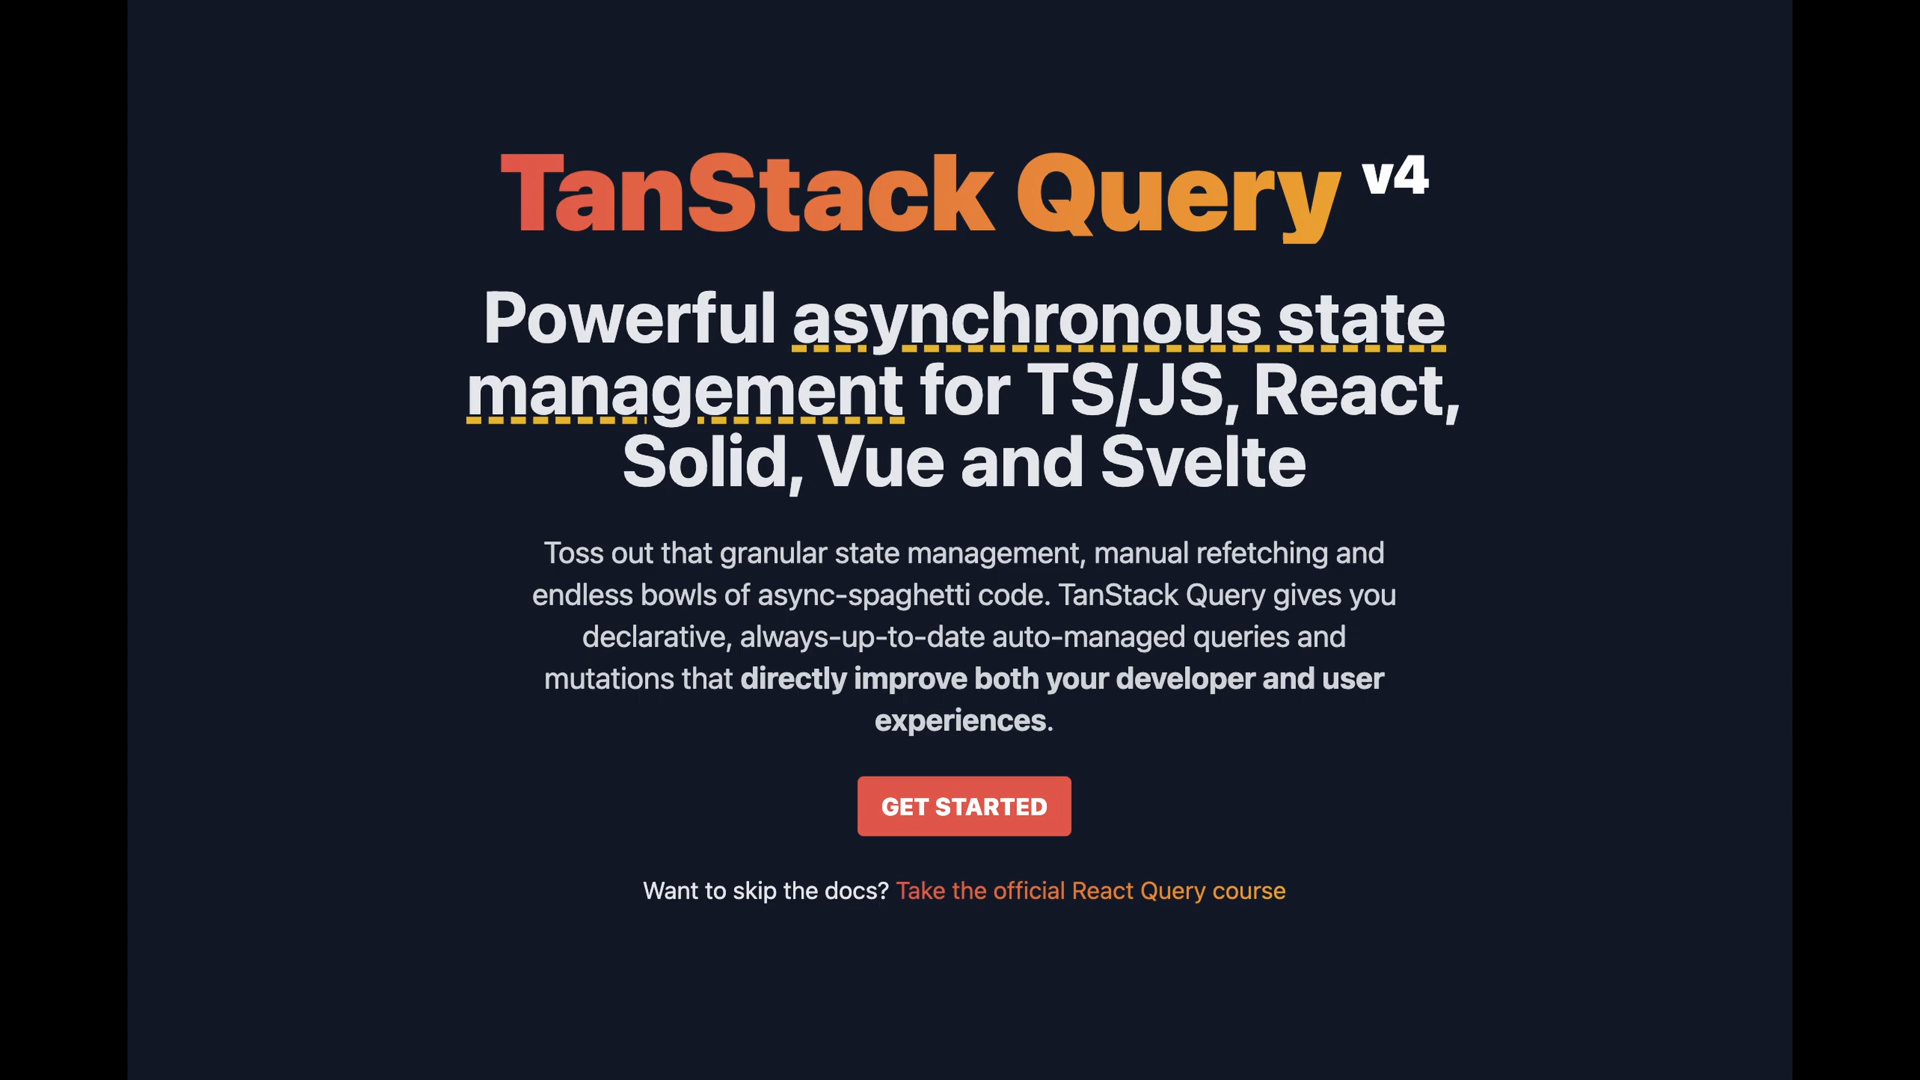 TanStack Query v4
Powerful asynchronous state
management for TS/JS, React,
Solid, Vue and Svelte
Toss out that granular state management, manual refetching and
endless bowls of async-spaghetti code. TanStack Query gives you
declarative, always-up-to-date auto-managed queries and
mutations that directly improve both your developer and user
experiences.
GET STARTED
Want to skip the docs? Take the official React Query course